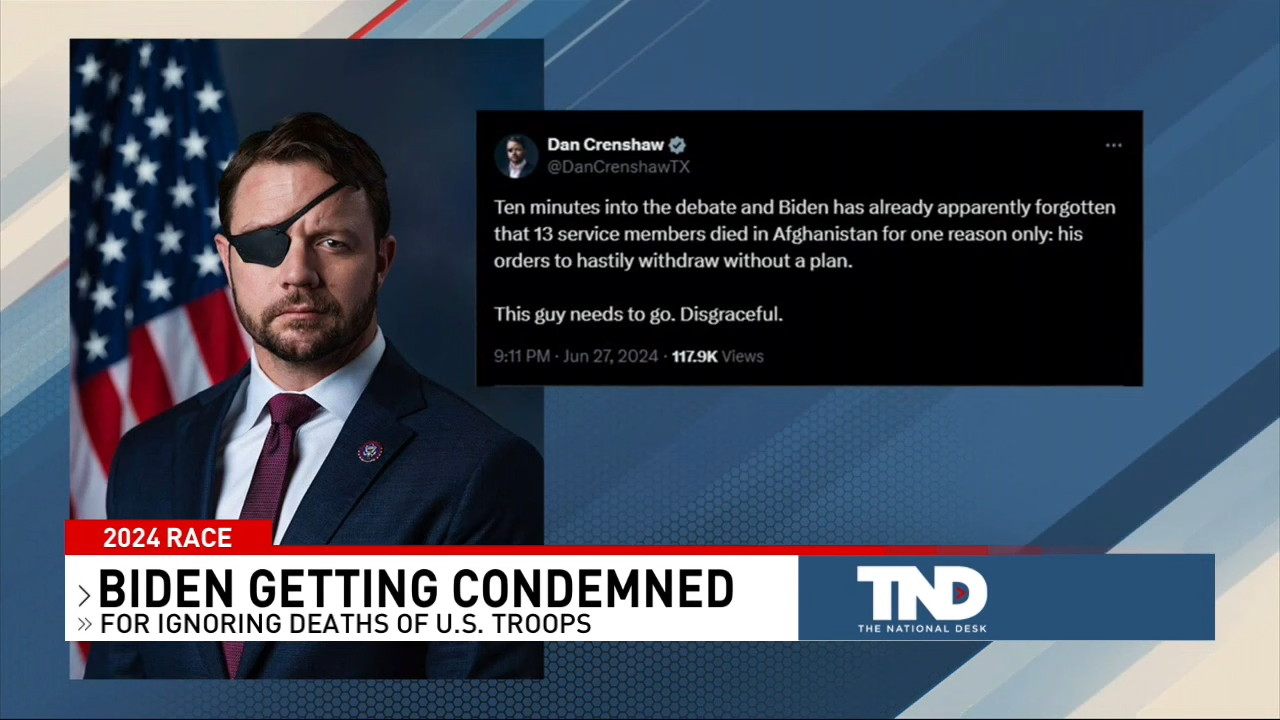 Dan Crenshaw
@DanCrenshawTX
Ten minutes into the debate and Biden has already apparently forgotten
that 13 service members died in Afghanistan for one reason only: his
orders to hastily withdraw without a plan.
This guy needs to go. Disgraceful.
9:11 PM · Jun 27, 2024 · 117.9K Views
2024 RACE
BIDEN GETTING CONDEMNED
FOR IGNORING DEATHS OF U.S. TROOPS
TND
THE NATIONAL DESK